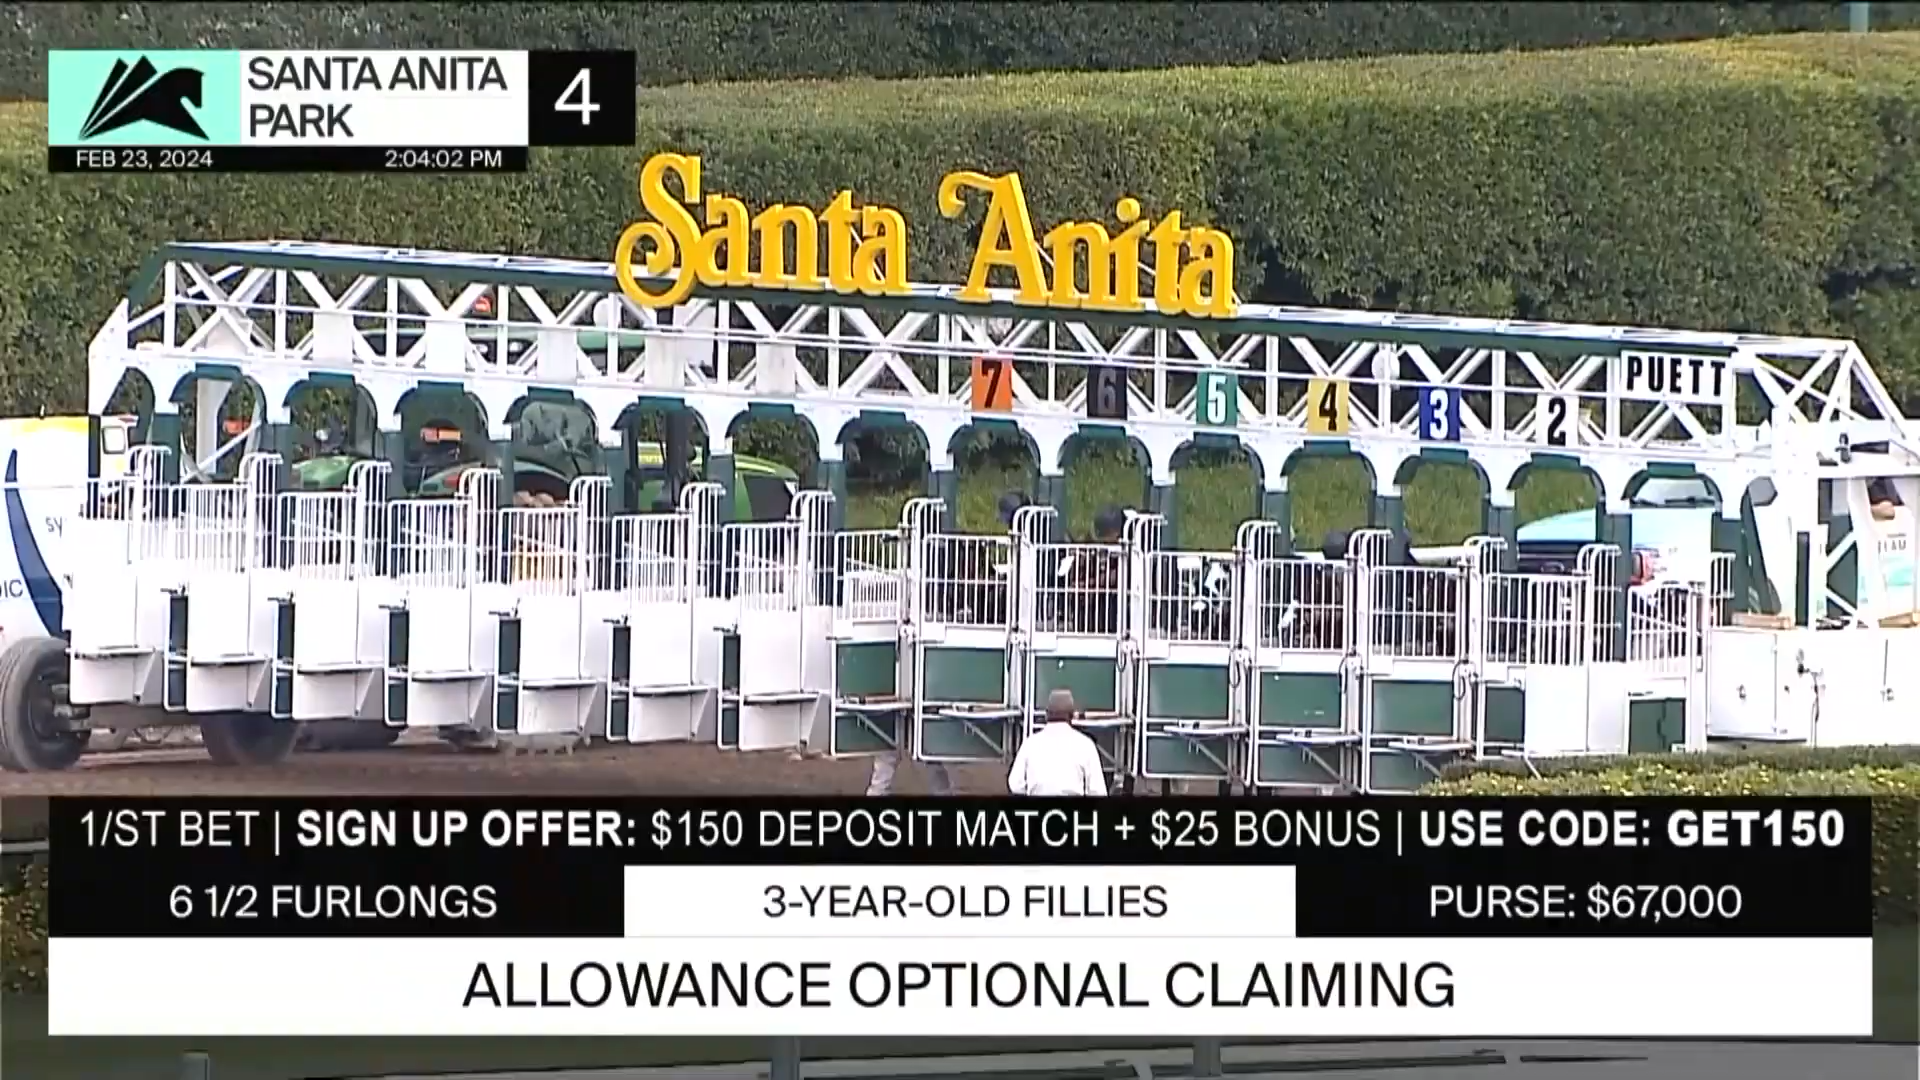 SANTA ANITA
PARK
4
FEB 23, 2024 2:04:02 PM
Santa Anita
PUETT
7 6 5 4 3 2
1/ST BET | SIGN UP OFFER: $150 DEPOSIT MATCH + $25 BONUS | USE CODE: GET150
6 1/2 FURLONGS 3-YEAR-OLD FILLIES PURSE: $67,000
ALLOWANCE OPTIONAL CLAIMING